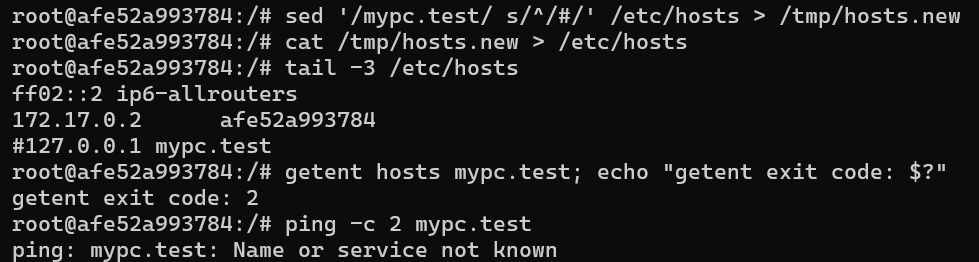 root@afe52a993784:/# sed '/mypc.test/ s/^/#/' /etc/hosts > /tmp/hosts.new
root@afe52a993784:/# cat /tmp/hosts.new > /etc/hosts
root@afe52a993784:/# tail -3 /etc/hosts
ff02::2 ip6-allrouters
172.17.0.2      afe52a993784
#127.0.0.1 mypc.test
root@afe52a993784:/# getent hosts mypc.test; echo "getent exit code: $?"
getent exit code: 2
root@afe52a993784:/# ping -c 2 mypc.test
ping: mypc.test: Name or service not known